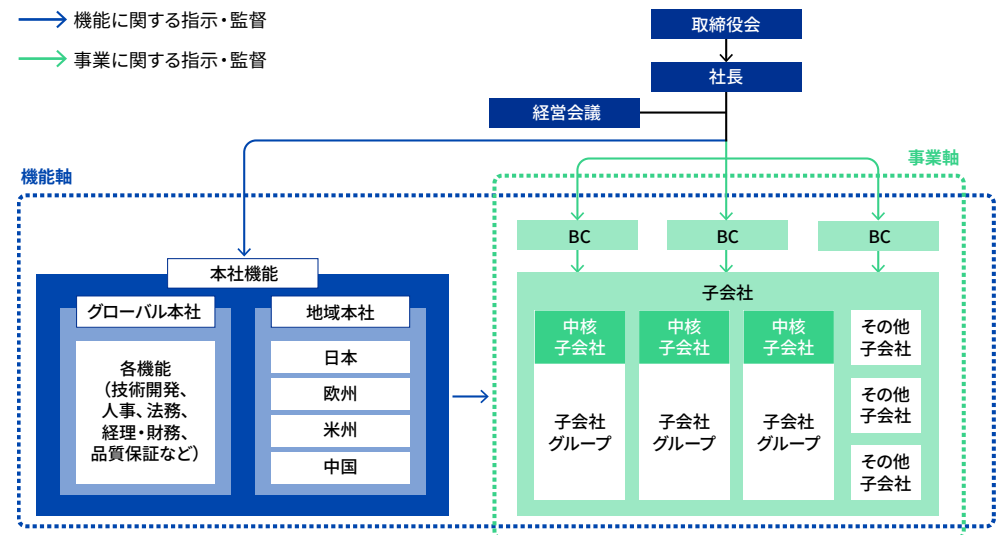 機能に関する指示・監督
事業に関する指示・監督
取締役会
社長
経営会議
事業軸
機能軸
BC
BC
BC
本社機能
グローバル本社
各機能
（技術開発、
人事、法務、
経理・財務、
品質保証など）
地域本社
日本
欧州
米州
中国
子会社
中核
子会社
子会社
グループ
中核
子会社
子会社
グループ
中核
子会社
子会社
グループ
その他
子会社
その他
子会社
その他
子会社